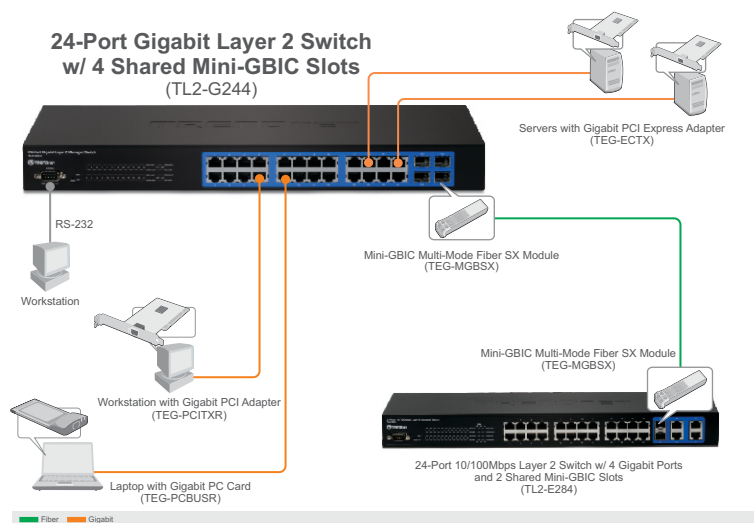 24-Port Gigabit Layer 2 Switch
w/ 4 Shared Mini-GBIC Slots
(TL2-G244)
Servers with Gigabit PCI Express Adapter
(TEG-ECTX)
RS-232
Workstation
Mini-GBIC Multi-Mode Fiber SX Module
(TEG-MGBSX)
Workstation with Gigabit PCI Adapter
(TEG-PCITXR)
Mini-GBIC Multi-Mode Fiber SX Module
(TEG-MGBSX)
Laptop with Gigabit PC Card
(TEG-PCBUSR)
24-Port 10/100Mbps Layer 2 Switch w/ 4 Gigabit Ports
and 2 Shared Mini-GBIC Slots
(TL2-E284)
Fiber Gigabit